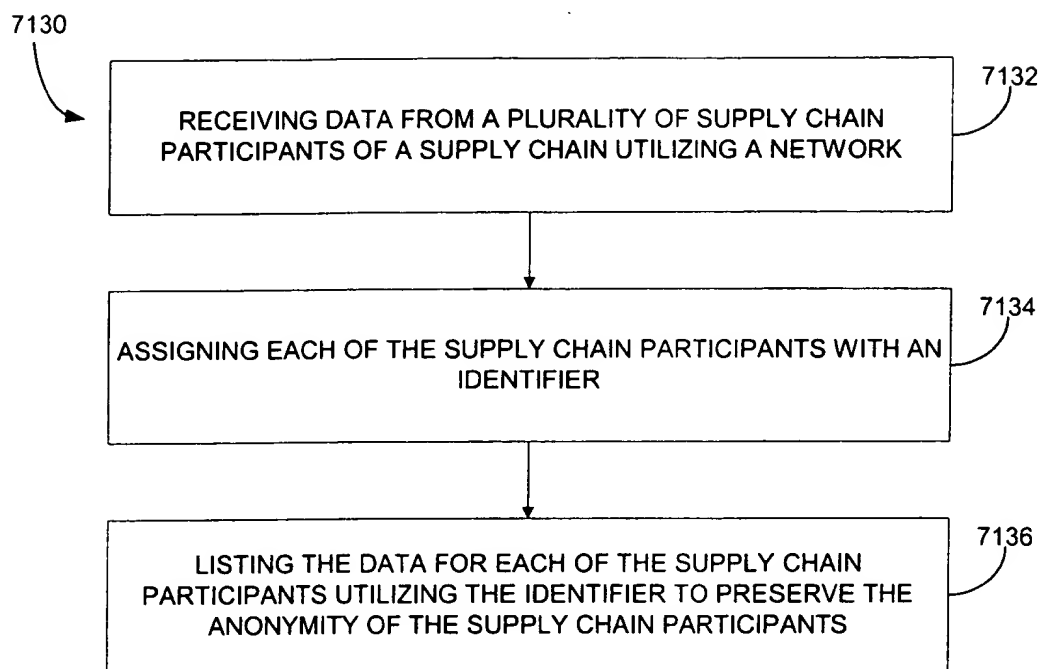 7130
7132
RECEIVING DATA FROM A PLURALITY OF SUPPLY CHAIN
PARTICIPANTS OF A SUPPLY CHAIN UTILIZING A NETWORK
7134
ASSIGNING EACH OF THE SUPPLY CHAIN PARTICIPANTS WITH AN
IDENTIFIER
7136
LISTING THE DATA FOR EACH OF THE SUPPLY CHAIN
PARTICIPANTS UTILIZING THE IDENTIFIER TO PRESERVE THE
ANONYMITY OF THE SUPPLY CHAIN PARTICIPANTS